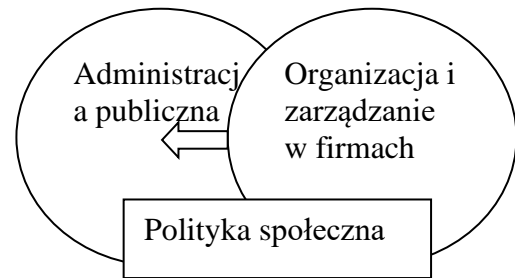 Administracj
a publiczna
Organizacja i
zarządzanie
w firmach
Polityka społeczna